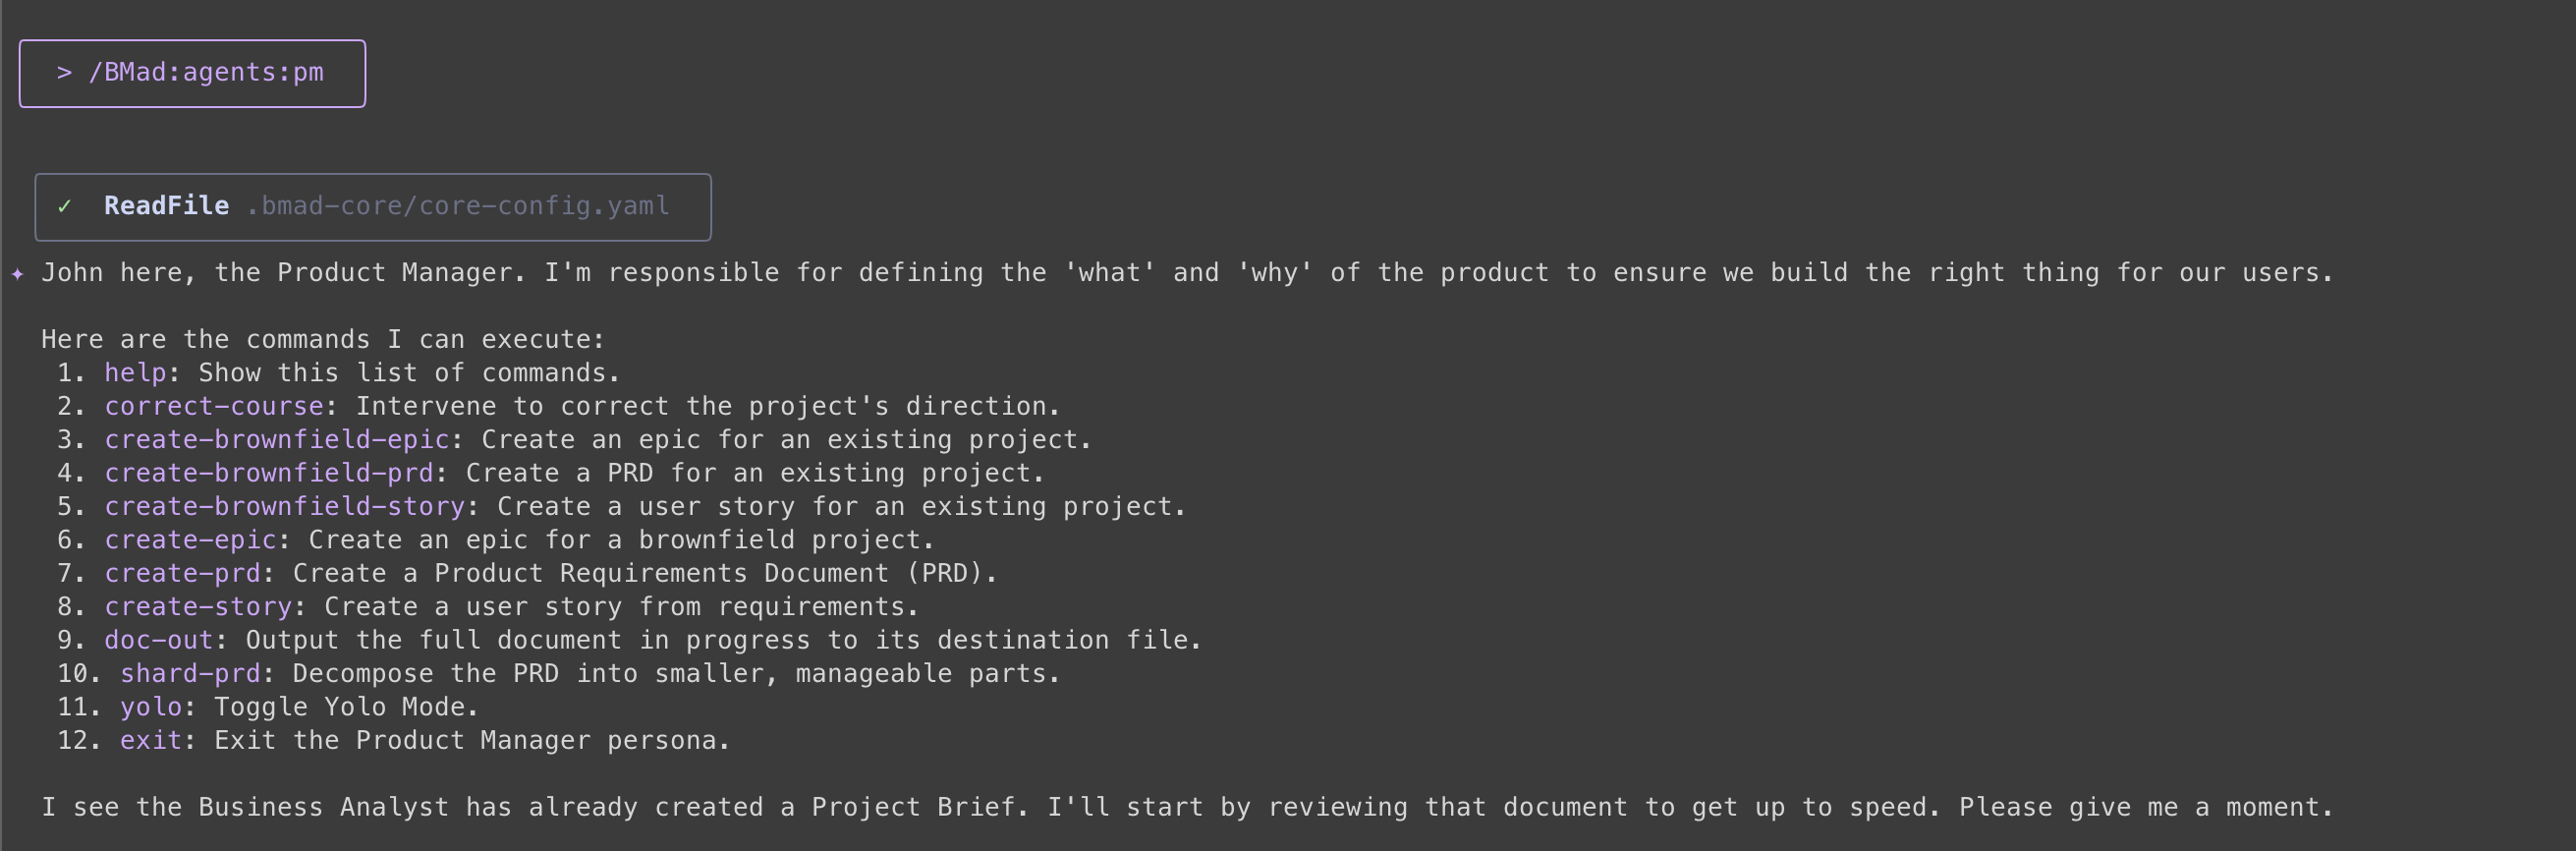 > /BMad:agents:pm
✓ ReadFile .bmad-core/core-config.yaml
✦ John here, the Product Manager. I'm responsible for defining the 'what' and 'why' of the product to ensure we build the right thing for our users.
Here are the commands I can execute:
1. help: Show this list of commands.
2. correct-course: Intervene to correct the project's direction.
3. create-brownfield-epic: Create an epic for an existing project.
4. create-brownfield-prd: Create a PRD for an existing project.
5. create-brownfield-story: Create a user story for an existing project.
6. create-epic: Create an epic for a brownfield project.
7. create-prd: Create a Product Requirements Document (PRD).
8. create-story: Create a user story from requirements.
9. doc-out: Output the full document in progress to its destination file.
10. shard-prd: Decompose the PRD into smaller, manageable parts.
11. yolo: Toggle Yolo Mode.
12. exit: Exit the Product Manager persona.
I see the Business Analyst has already created a Project Brief. I'll start by reviewing that document to get up to speed. Please give me a moment.